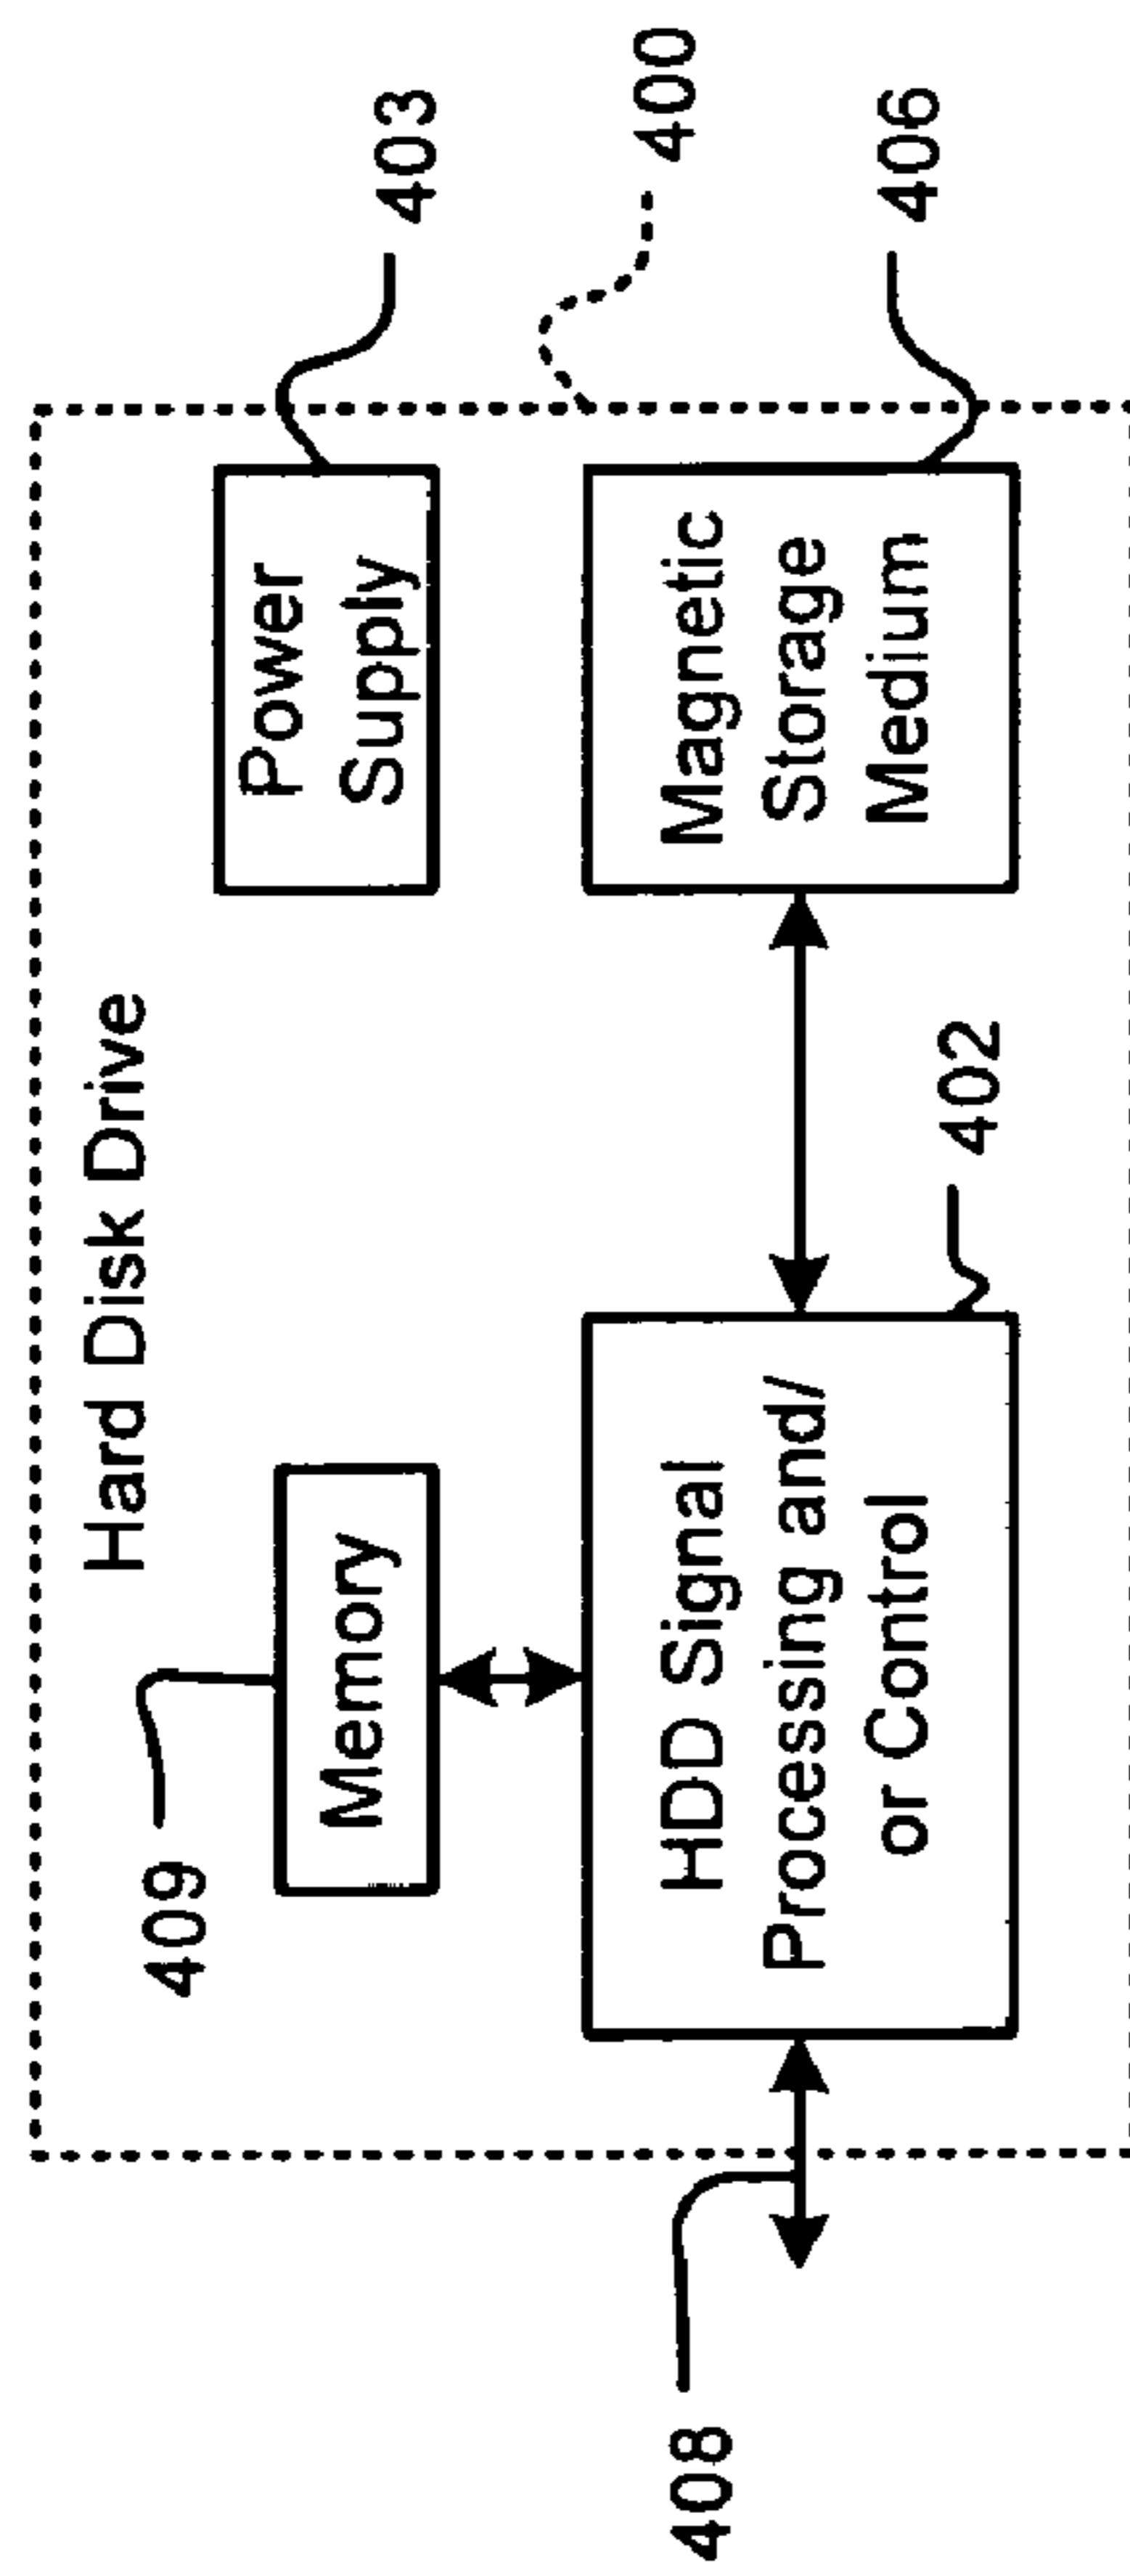 Hard Disk Drive
409
Memory
Power
Supply
403
400
408
HDD Signal
Processing and/
or Control
402
Magnetic
Storage
Medium
406